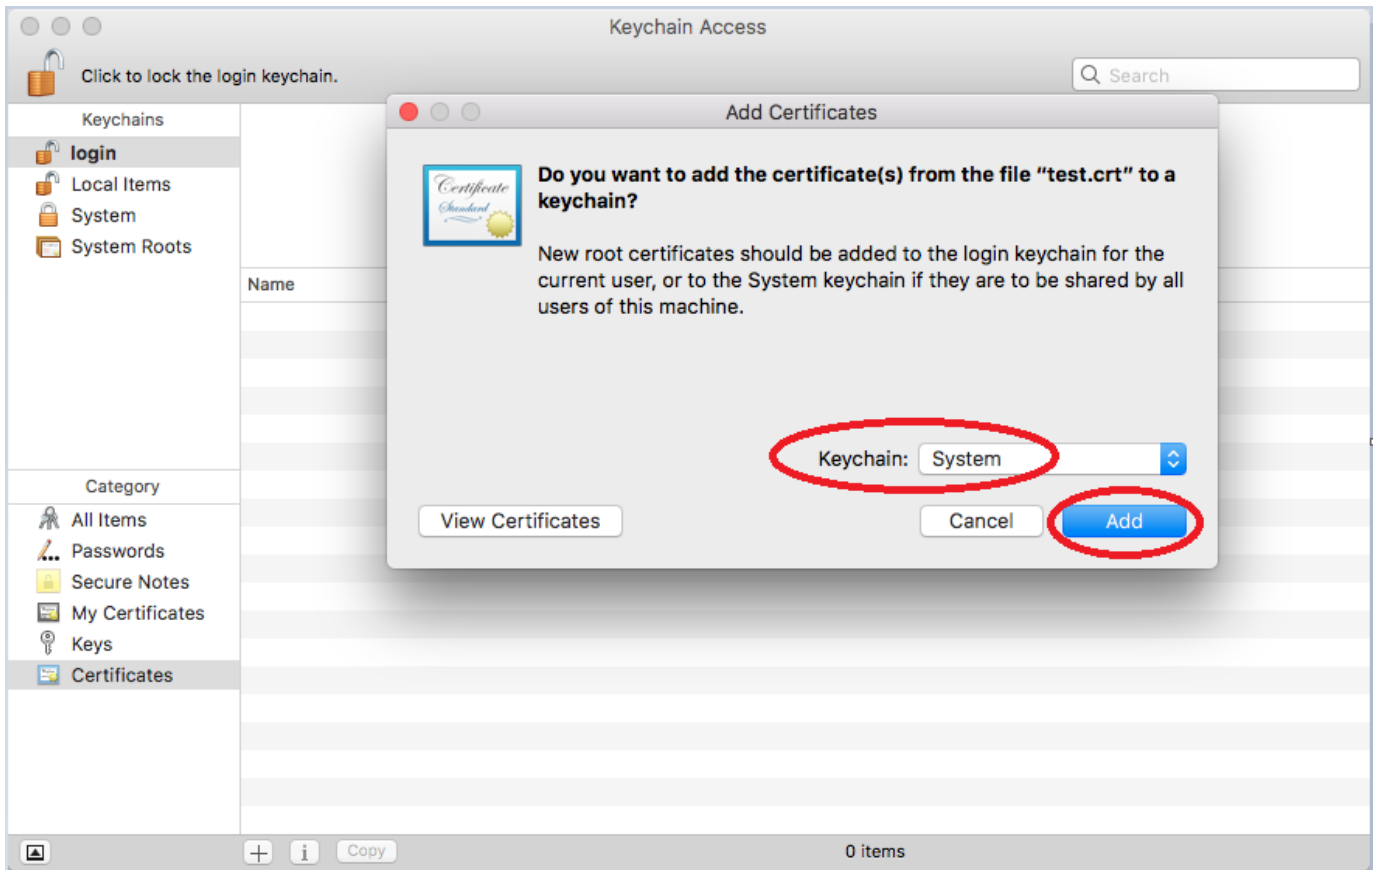 Keychain Access
Click to lock the login keychain.
Search
Keychains
login
Local Items
System
System Roots
Name
Add Certificates
Certificate
Standard
Do you want to add the certificate(s) from the file “test.crt” to a
keychain?
New root certificates should be added to the login keychain for the
current user, or to the System keychain if they are to be shared by all
users of this machine.
Keychain: System
View Certificates
Cancel
Add
Category
All Items
Passwords
Secure Notes
My Certificates
Keys
Certificates
Copy
0 items